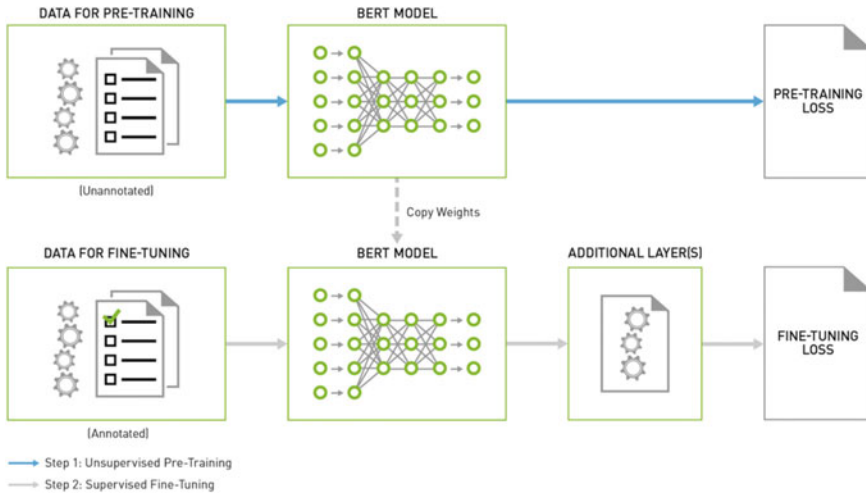 DATA FOR PRE-TRAINING
BERT MODEL
PRE-TRAINING
LOSS
(Unannotated)
Copy Weights
DATA FOR FINE-TUNING
BERT MODEL
ADDITIONAL LAYER(S)
FINE-TUNING
LOSS
(Annotated)
Step 1: Unsupervised Pre-Training
Step 2: Supervised Fine-Tuning